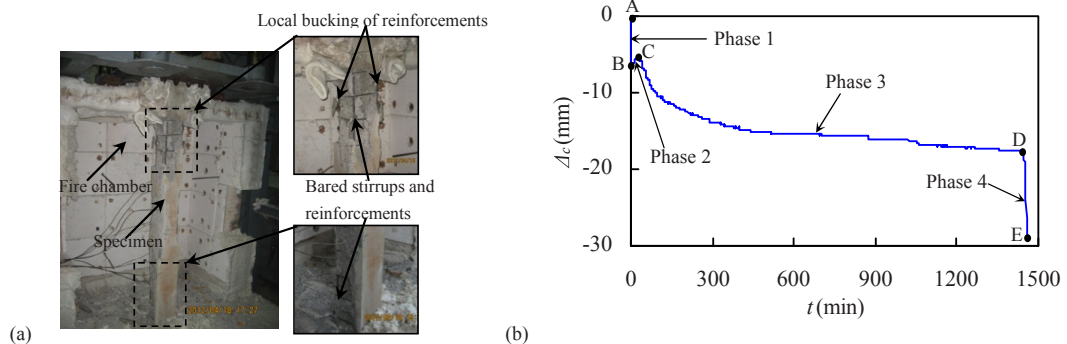 Local bucking of reinforcements
Fire chamber
Specimen
Bared stirrups and
reinforcements
(a)
A
B
C
D
E
Phase 1
Phase 2
Phase 3
Phase 4
0
-10
-20
-30
Δc (mm)
0 300 600 900 1200 1500
t (min)
(b)